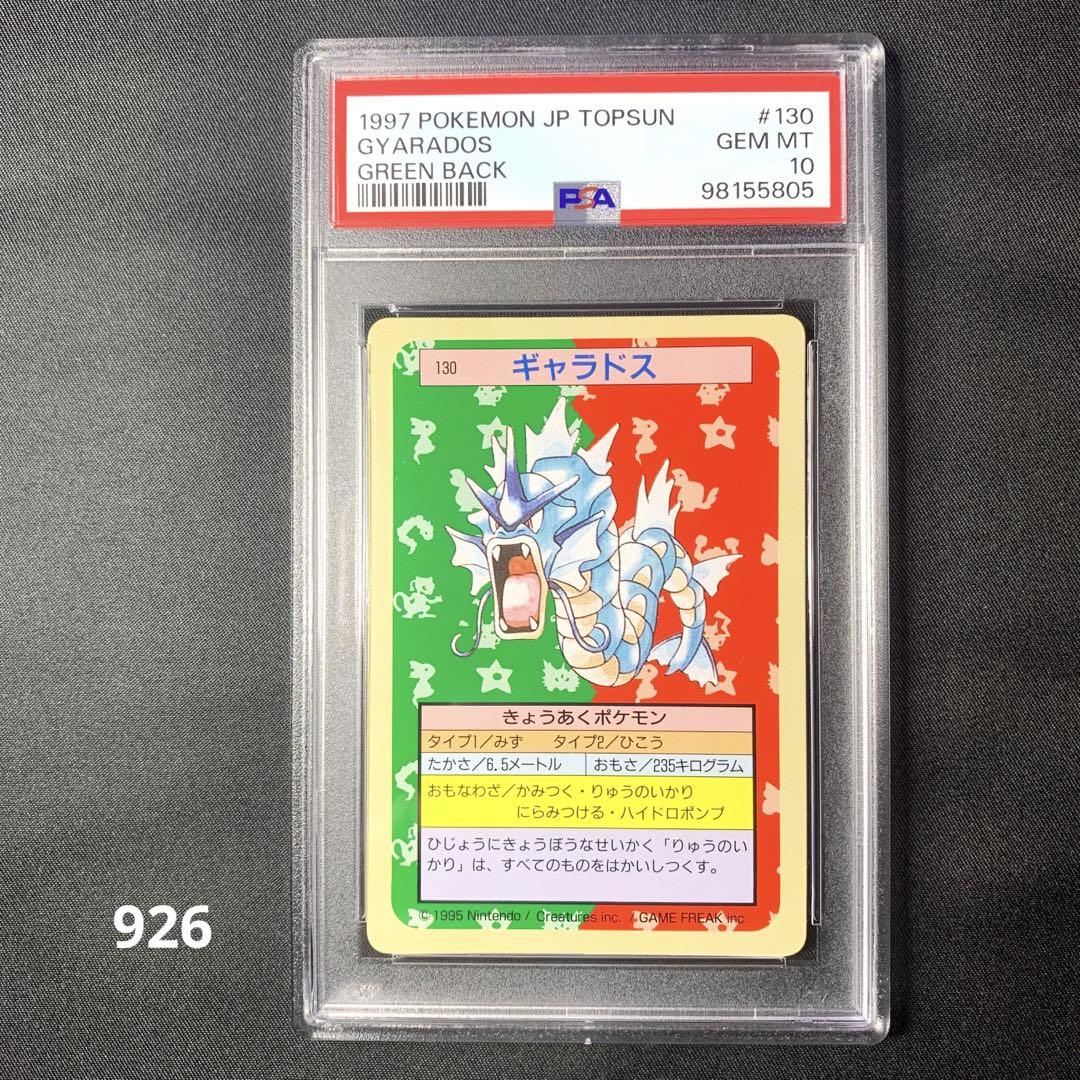 1997 POKEMON JP TOPSUN #130
GYARADOS GEM MT
GREEN BACK 10
98155805
PSA
130 ギャラドス
きょうあくポケモン
タイプ1/みず タイプ2/ひこう
たかさ/6.5メートル おもさ/235キログラム
おもなわざ/かみつく・りゅうのいかり
にらみつける・ハイドロポンプ
ひじょうにきょうぼうなせいかく「りゅうのい
かり」は、すべてのものをはかいしつくす。
©1995 Nintendo / Creatures inc. / GAME FREAK inc.
926